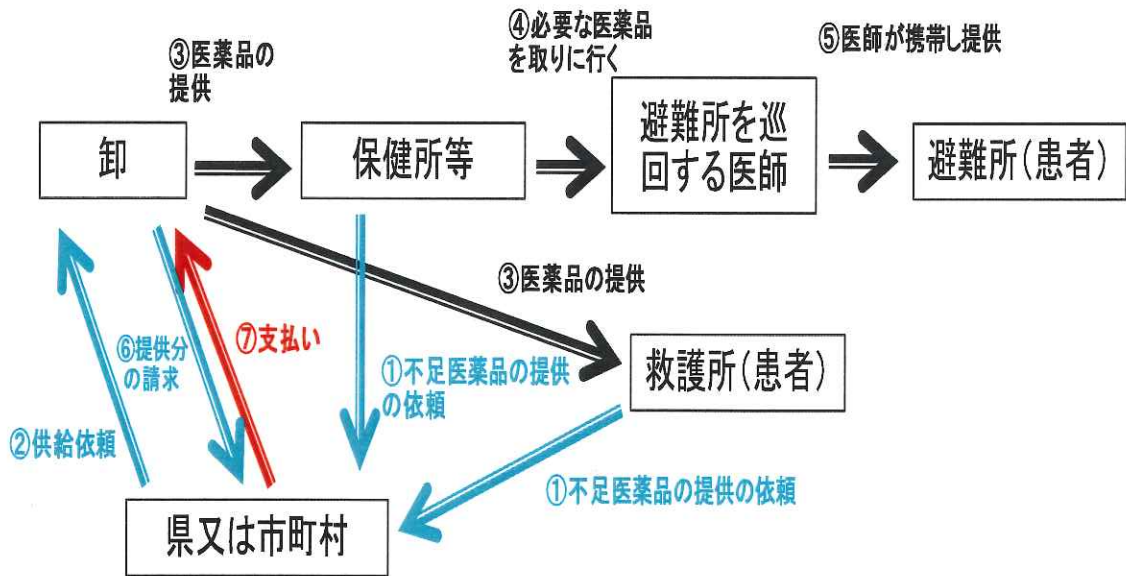 ③医薬品の
提供
④必要な医薬品
を取りに行く
⑤医師が携帯し提供
卸
保健所等
避難所を巡
回する医師
避難所(患者)
③医薬品の提供
⑥提供分
の請求
⑦支払い
①不足医薬品の提供
の依頼
救護所(患者)
②供給依頼
①不足医薬品の提供の依頼
県又は市町村